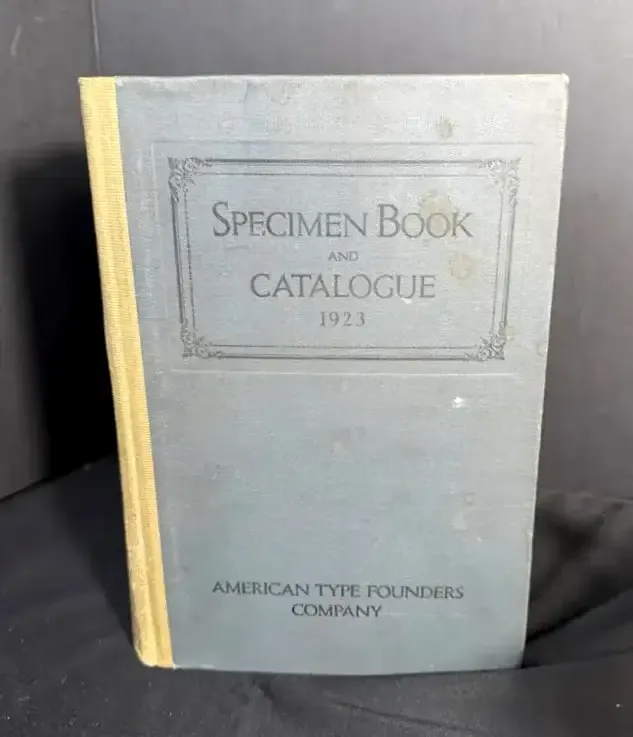 SPECIMEN BOOK
AND
CATALOGUE
1923
AMERICAN TYPE FOUNDERS
COMPANY